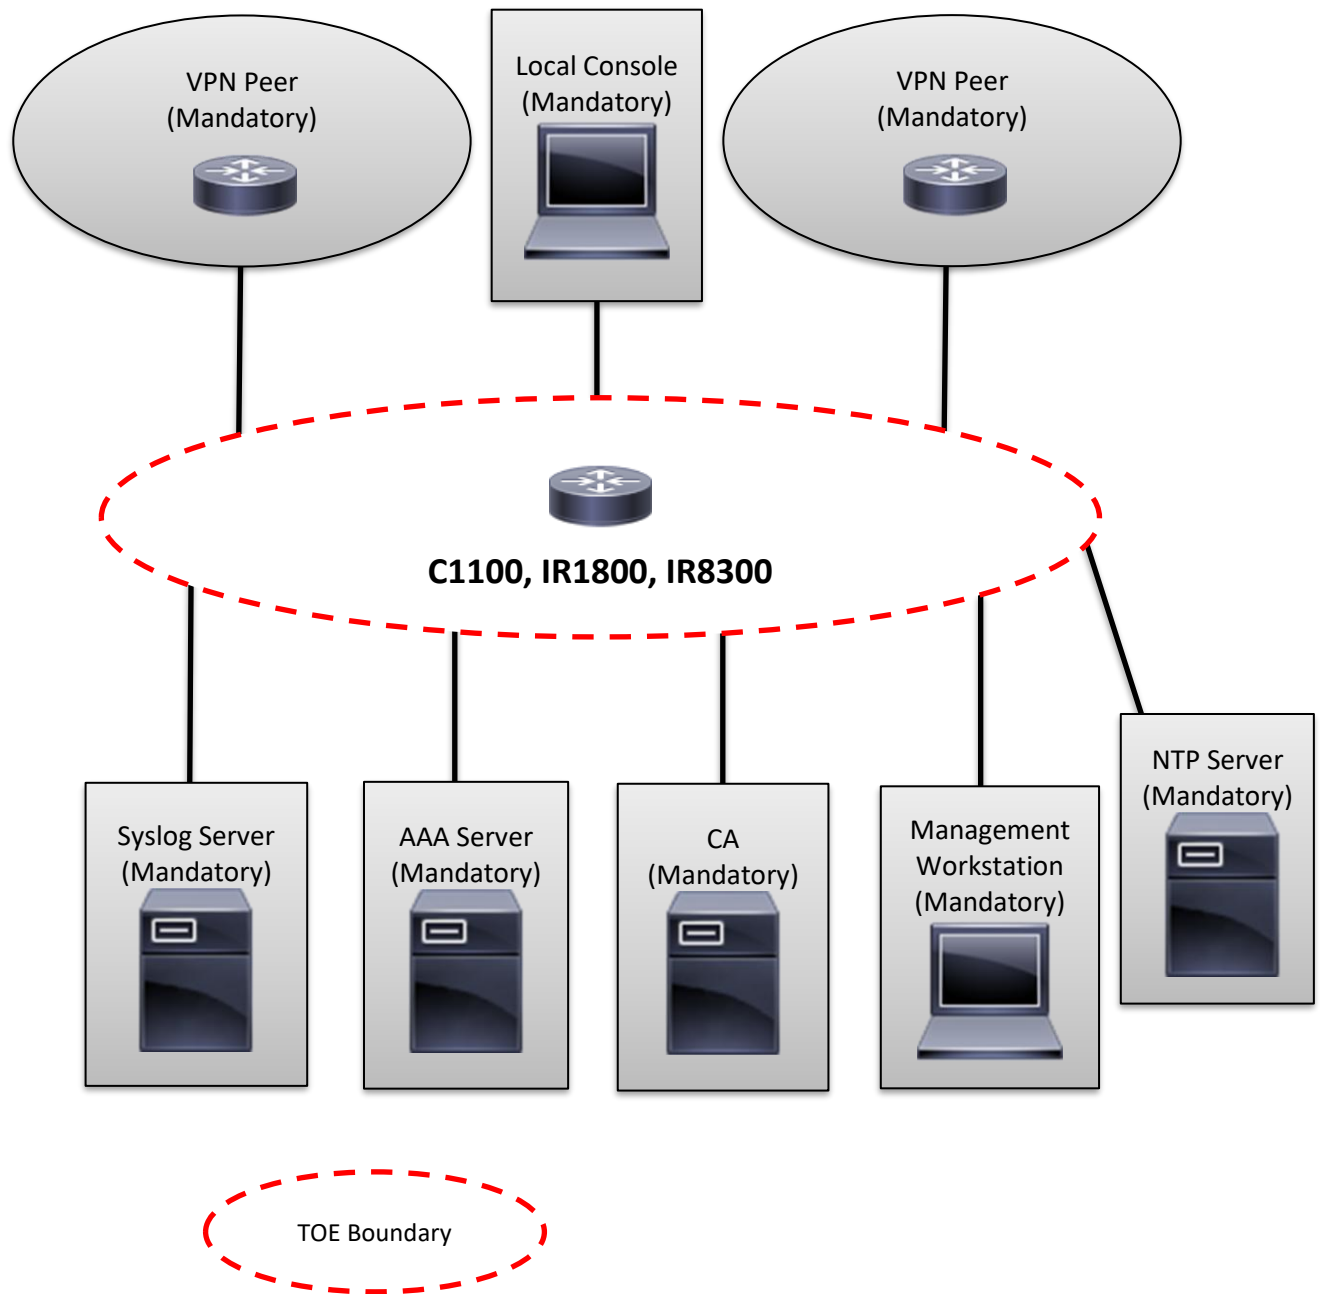 VPN Peer
(Mandatory)
Local Console
(Mandatory)
VPN Peer
(Mandatory)
C1100, IR1800, IR8300
Syslog Server
(Mandatory)
AAA Server
(Mandatory)
CA
(Mandatory)
Management
Workstation
(Mandatory)
NTP Server
(Mandatory)
TOE Boundary